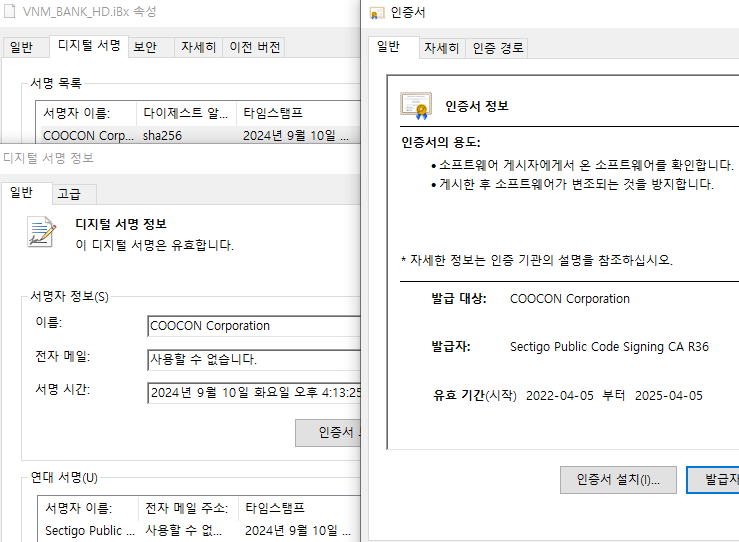 VNM_BANK_HD.iBx 속성
일반 디지털 서명 보안 자세히 이전 버전
서명 목록
서명자 이름: 다이제스트 알... 타임스탬프
COOCON Corp... sha256 2024년 9월 10일 ...
디지털 서명 정보
일반 고급
디지털 서명 정보
이 디지털 서명은 유효합니다.
서명자 정보(S)
이름: COOCON Corporation
전자 메일: 사용할 수 없습니다.
서명 시간: 2024년 9월 10일 화요일 오후 4:13:25
인증서
연대 서명(U)
서명자 이름: 전자 메일 주소: 타임스탬프
Sectigo Public ... 사용할 수 없... 2024년 9월 10일 ...
인증서
일반 자세히 인증 경로
인증서 정보
인증서의 용도:
• 소프트웨어 게시자에게서 온 소프트웨어를 확인합니다.
• 게시한 후 소프트웨어가 변조되는 것을 방지합니다.
* 자세한 정보는 인증 기관의 설명을 참조하십시오.
발급 대상: COOCON Corporation
발급자: Sectigo Public Code Signing CA R36
유효 기간(시작) 2022-04-05 부터 2025-04-05
인증서 설치(I)... 발급자